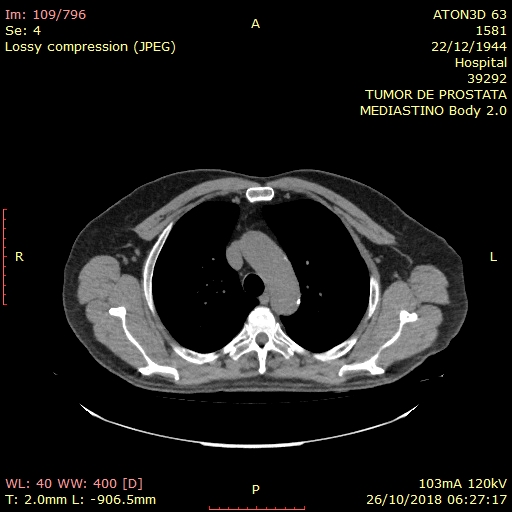 Im: 109/796
Se: 4
Lossy compression (JPEG)
A
ATON3D 63
1581
22/12/1944
Hospital
39292
TUMOR DE PROSTATA
MEDIASTINO Body 2.0
R
L
WL: 40 WW: 400 [D]
T: 2.0mm L: -906.5mm
P
103mA 120kV
26/10/2018 06:27:17